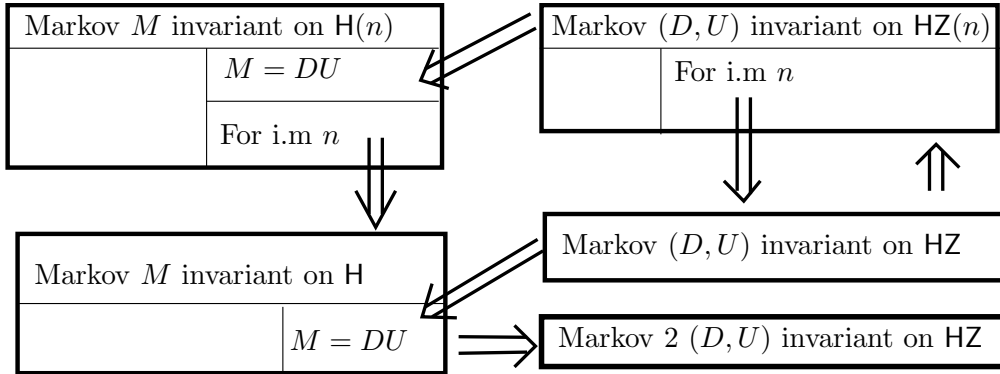 Markov M invariant on H(n)
M = DU
For i.m n
Markov (D, U) invariant on HZ(n)
For i.m n
Markov M invariant on H
M = DU
Markov (D, U) invariant on HZ
Markov 2 (D, U) invariant on HZ